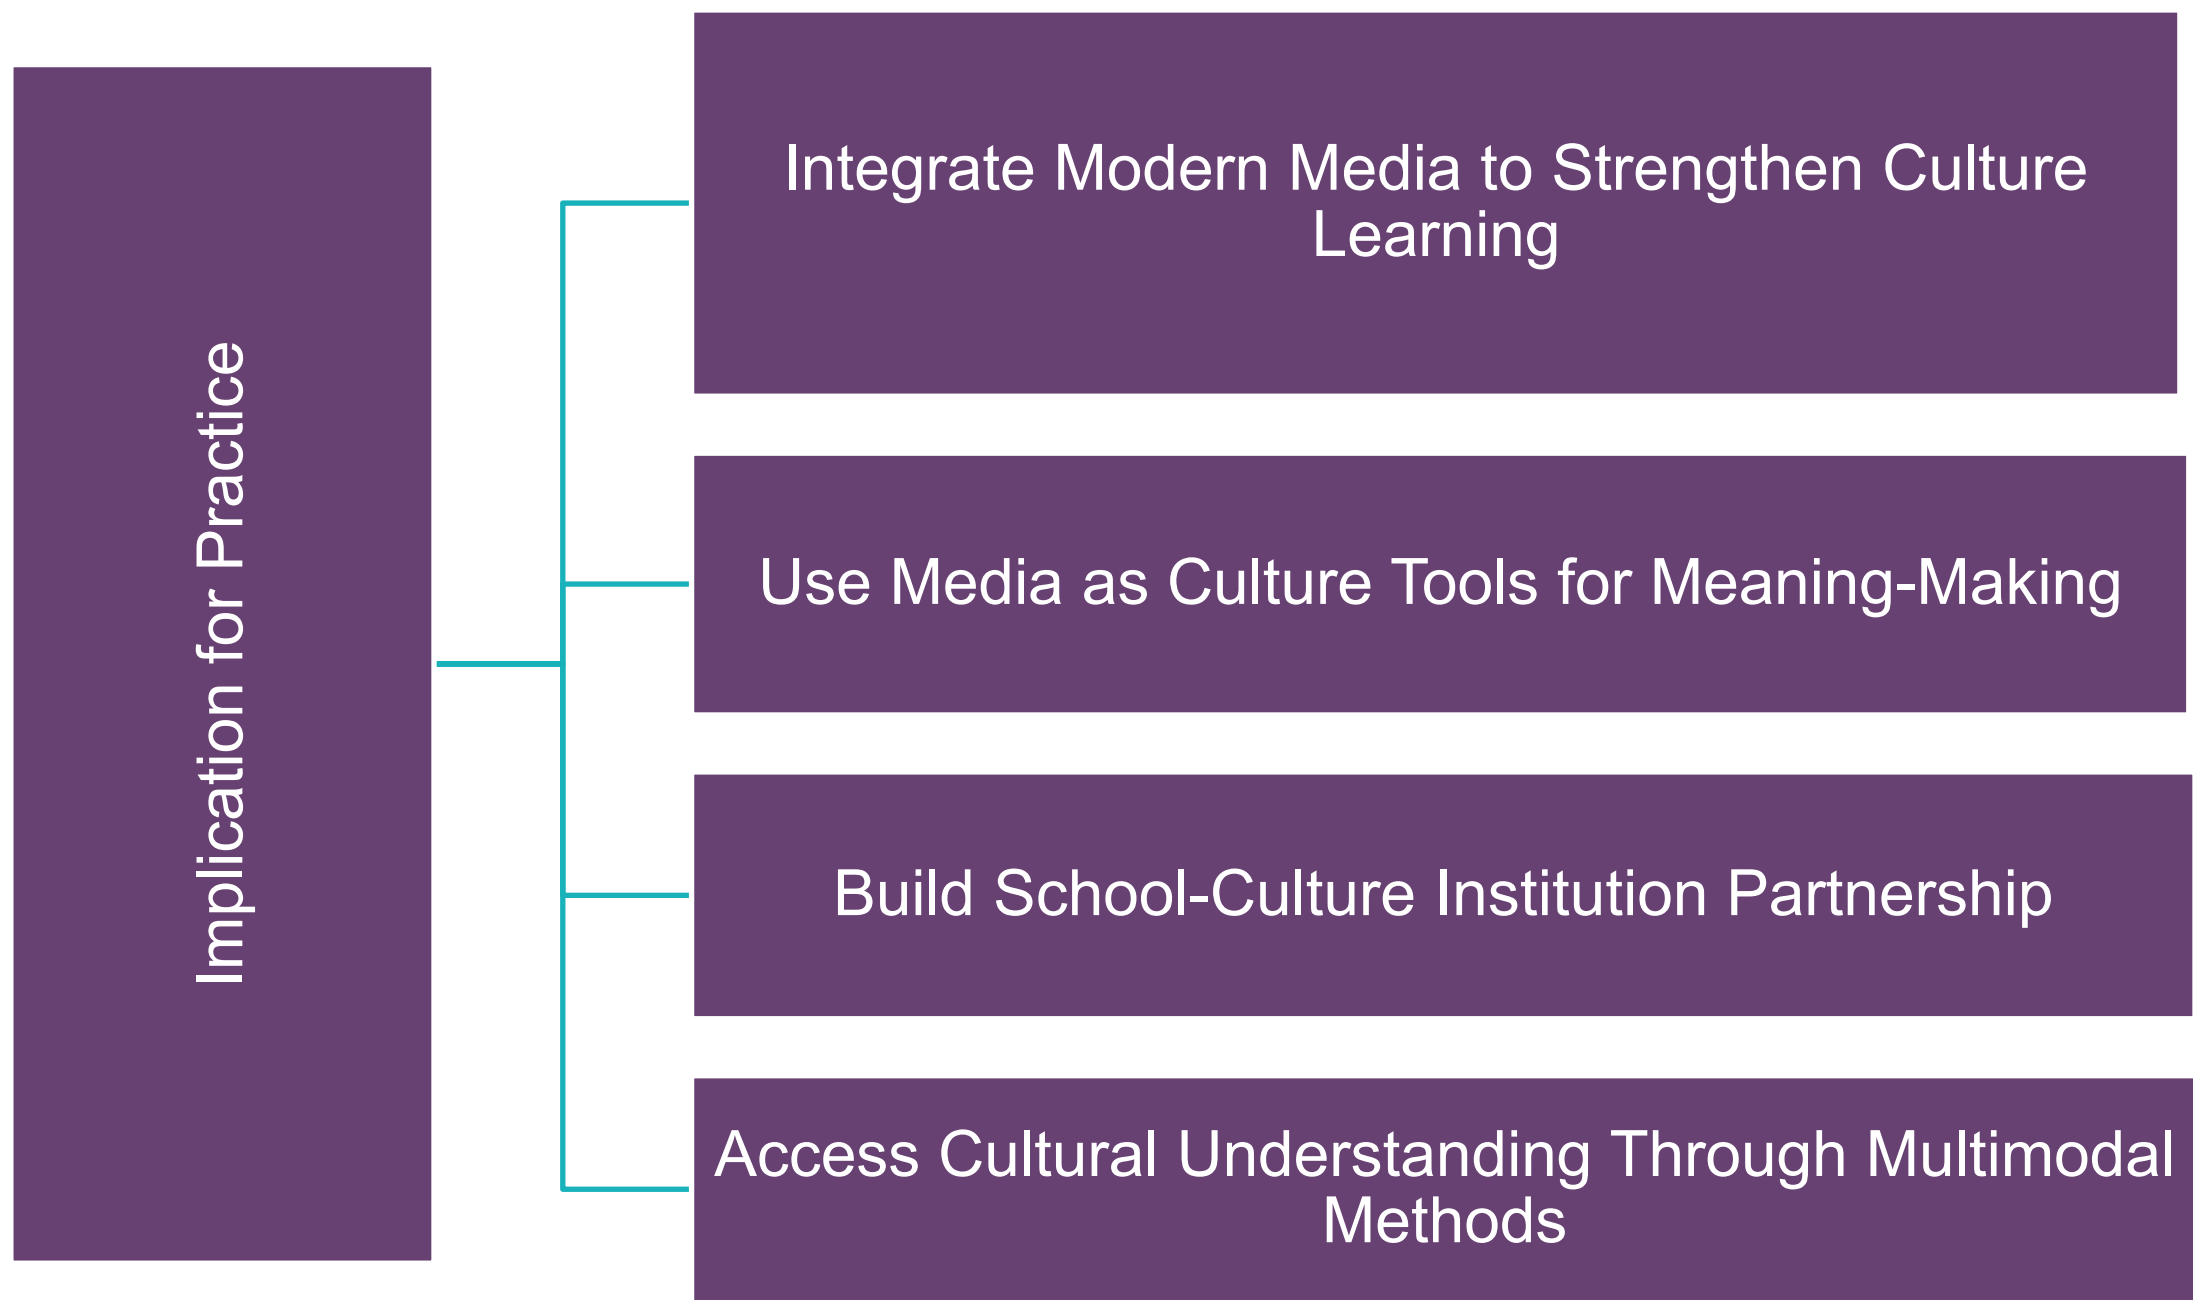 Implication for Practice
Integrate Modern Media to Strengthen Culture
Learning
Use Media as Culture Tools for Meaning-Making
Build School-Culture Institution Partnership
Access Cultural Understanding Through Multimodal
Methods